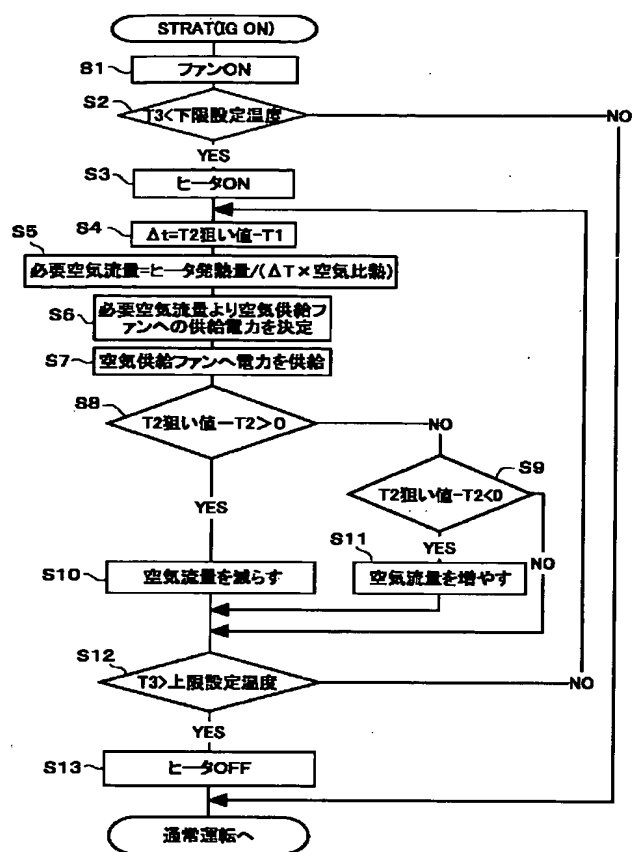 STRAT(IG ON)
S1
ファンON
S2
T3<下限設定温度
NO
YES
S3
ヒータON
S4
Δt=T2狙い値-T1
S5
必要空気流量=ヒータ発熱量/(ΔT×空気比熱)
S6
必要空気流量より空気供給フ
ァンへの供給電力を決定
S7
空気供給ファンへ電力を供給
S8
T2狙い値-T2>0
NO
S9
T2狙い値-T2<0
YES
YES
NO
S10
空気流量を減らす
S11
空気流量を増やす
S12
T3>上限設定温度
NO
YES
S13
ヒータOFF
通常運転へ